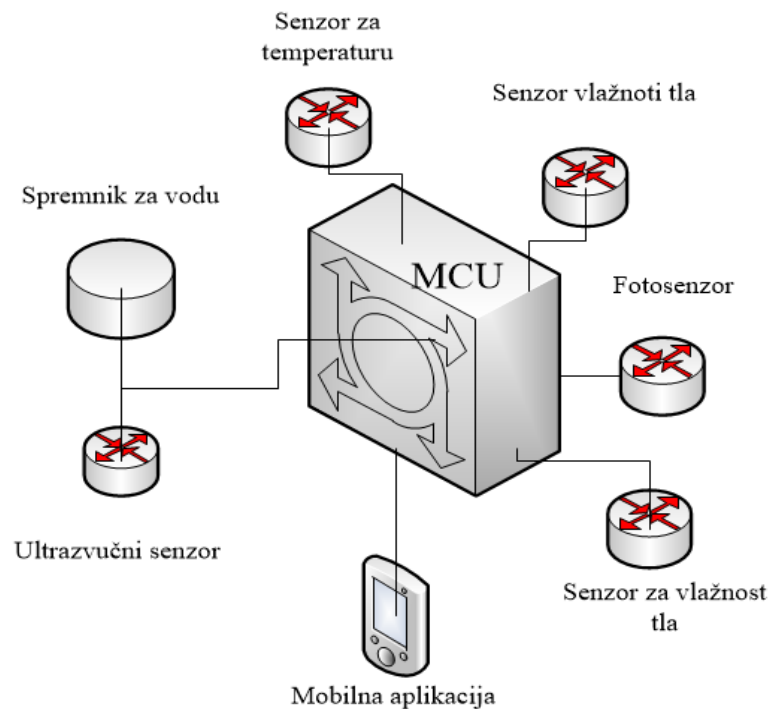 Senzor za
temperaturu
Senzor vlažnoti tla
Spremnik za vodu
MCU
Fotosenzor
Ultrazvučni senzor
Senzor za vlažnost
tla
Mobilna aplikacija